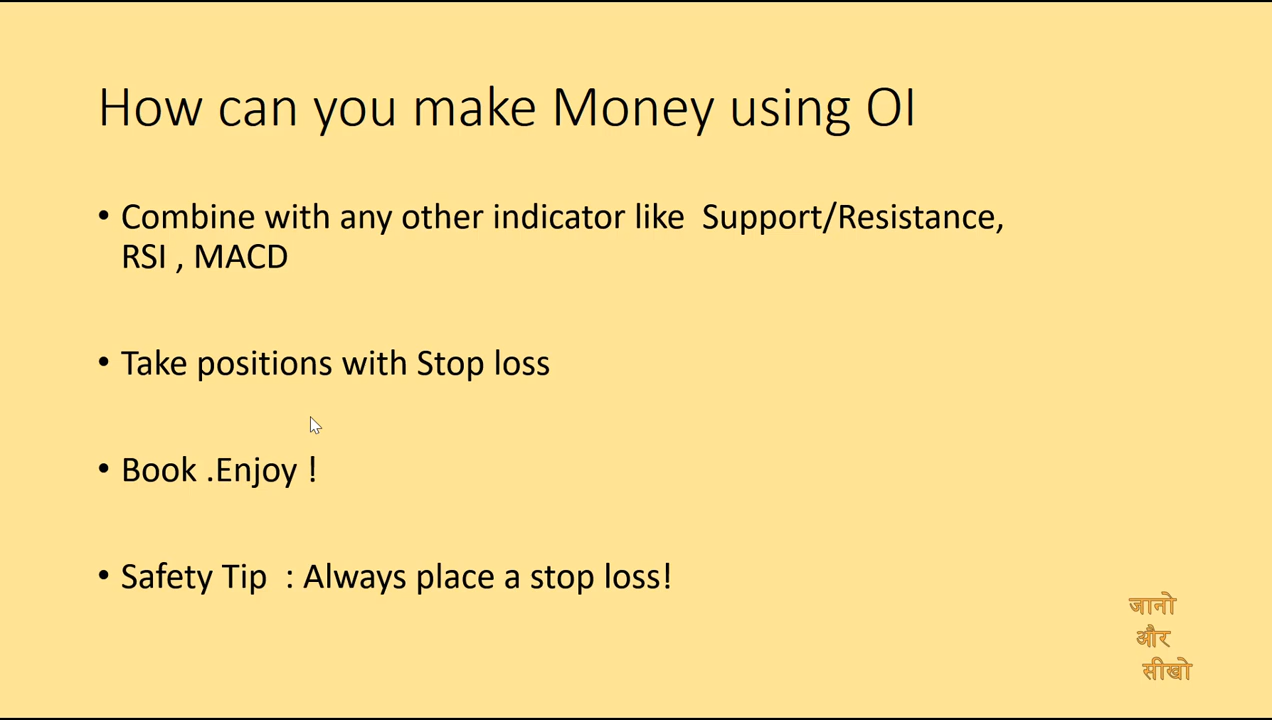 How can you make Money using OI
• Combine with any other indicator like  Support/Resistance,
RSI , MACD
• Take positions with Stop loss
• Book .Enjoy !
• Safety Tip  : Always place a stop loss!
जानो
और
सीखो